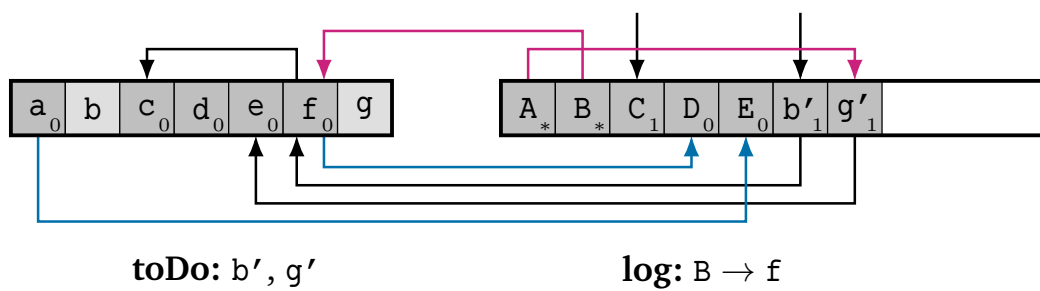 a₀ b c₀ d₀ e₀ f₀ g A* B* C₁ D₀ E₀ b′₁ g′₁
toDo: b′, g′ log: B → f